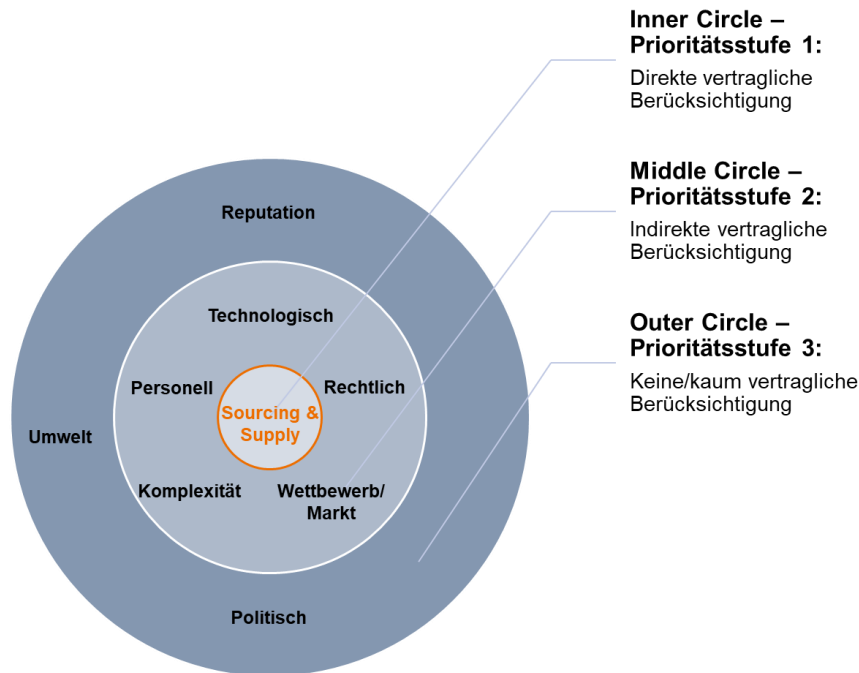 Inner Circle –
Prioritätsstufe 1:
Direkte vertragliche
Berücksichtigung
Middle Circle –
Prioritätsstufe 2:
Indirekte vertragliche
Berücksichtigung
Outer Circle –
Prioritätsstufe 3:
Keine/kaum vertragliche
Berücksichtigung
Reputation
Technologisch
Personell
Rechtlich
Sourcing &
Supply
Umwelt
Komplexität
Wettbewerb/
Markt
Politisch